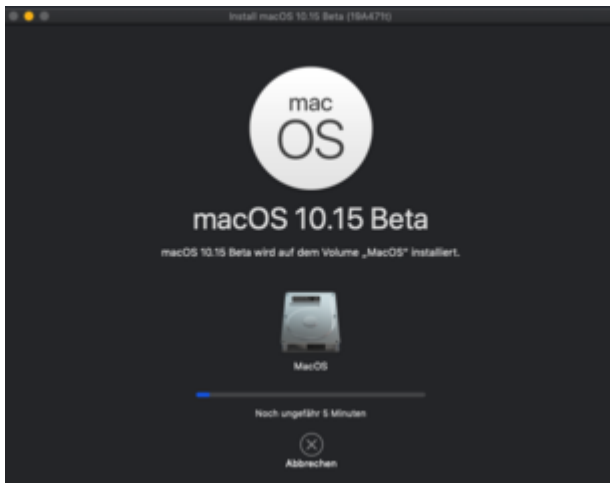 Install macOS 10.15 Beta (19A471t)
mac
OS
macOS 10.15 Beta
macOS 10.15 Beta wird auf dem Volume „MacOS“ installiert.
MacOS
Noch ungefähr 5 Minuten
Abbrechen